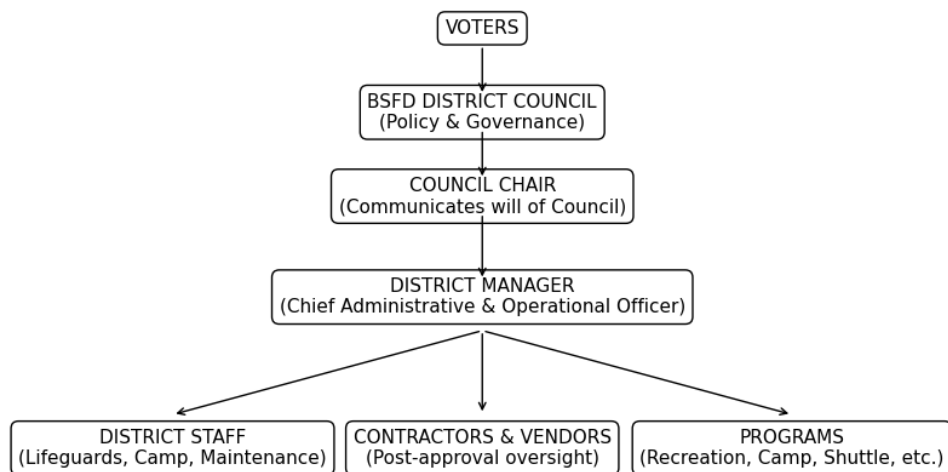 VOTERS
BSFD DISTRICT COUNCIL
(Policy & Governance)
COUNCIL CHAIR
(Communicates will of Council)
DISTRICT MANAGER
(Chief Administrative & Operational Officer)
DISTRICT STAFF
(Lifeguards, Camp, Maintenance)
CONTRACTORS & VENDORS
(Post-approval oversight)
PROGRAMS
(Recreation, Camp, Shuttle, etc.)